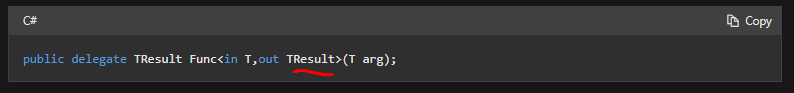 C#
Copy
public delegate TResult Func<in T,out TResult>(T arg);